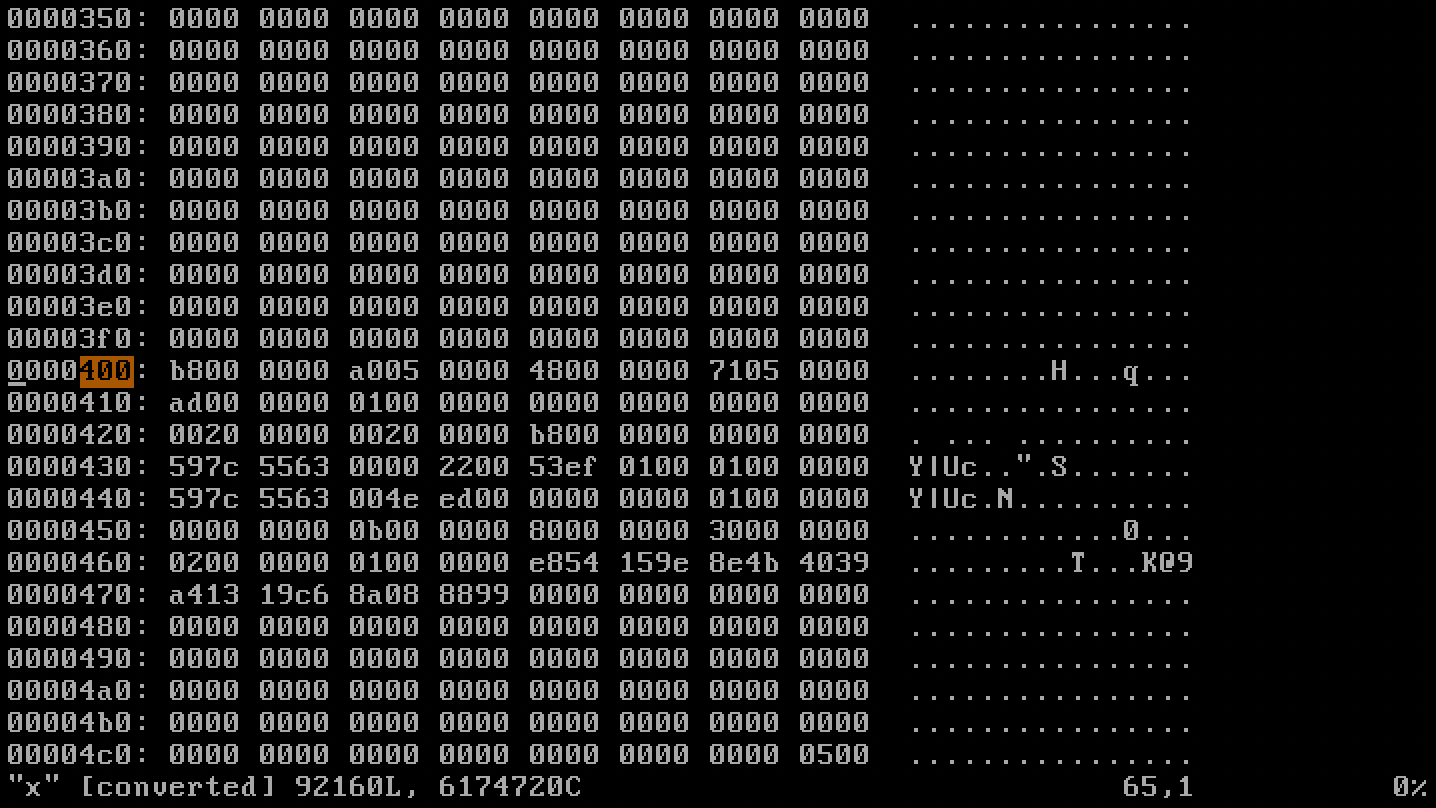 0000350: 0000 0000 0000 0000 0000 0000 0000 0000  ................
0000360: 0000 0000 0000 0000 0000 0000 0000 0000  ................
0000370: 0000 0000 0000 0000 0000 0000 0000 0000  ................
0000380: 0000 0000 0000 0000 0000 0000 0000 0000  ................
0000390: 0000 0000 0000 0000 0000 0000 0000 0000  ................
00003a0: 0000 0000 0000 0000 0000 0000 0000 0000  ................
00003b0: 0000 0000 0000 0000 0000 0000 0000 0000  ................
00003c0: 0000 0000 0000 0000 0000 0000 0000 0000  ................
00003d0: 0000 0000 0000 0000 0000 0000 0000 0000  ................
00003e0: 0000 0000 0000 0000 0000 0000 0000 0000  ................
00003f0: 0000 0000 0000 0000 0000 0000 0000 0000  ................
0000400: b800 0000 a005 0000 4800 0000 7105 0000  ........H...q...
0000410: ad00 0000 0100 0000 0000 0000 0000 0000  ................
0000420: 0020 0000 0020 0000 b800 0000 0000 0000  . ... ..........
0000430: 597c 5563 0000 2200 53ef 0100 0100 0000  Y|Uc..".S.......
0000440: 597c 5563 004e ed00 0000 0000 0100 0000  Y|Uc.N..........
0000450: 0000 0000 0b00 0000 8000 0000 3000 0000  ............0...
0000460: 0200 0000 0100 0000 e854 159e 8e4b 4039  .........T...K@9
0000470: a413 19c6 8a08 8899 0000 0000 0000 0000  ................
0000480: 0000 0000 0000 0000 0000 0000 0000 0000  ................
0000490: 0000 0000 0000 0000 0000 0000 0000 0000  ................
00004a0: 0000 0000 0000 0000 0000 0000 0000 0000  ................
00004b0: 0000 0000 0000 0000 0000 0000 0000 0000  ................
00004c0: 0000 0000 0000 0000 0000 0000 0000 0500  ................
"x" [converted] 92160L, 6174720C 65,1 0%